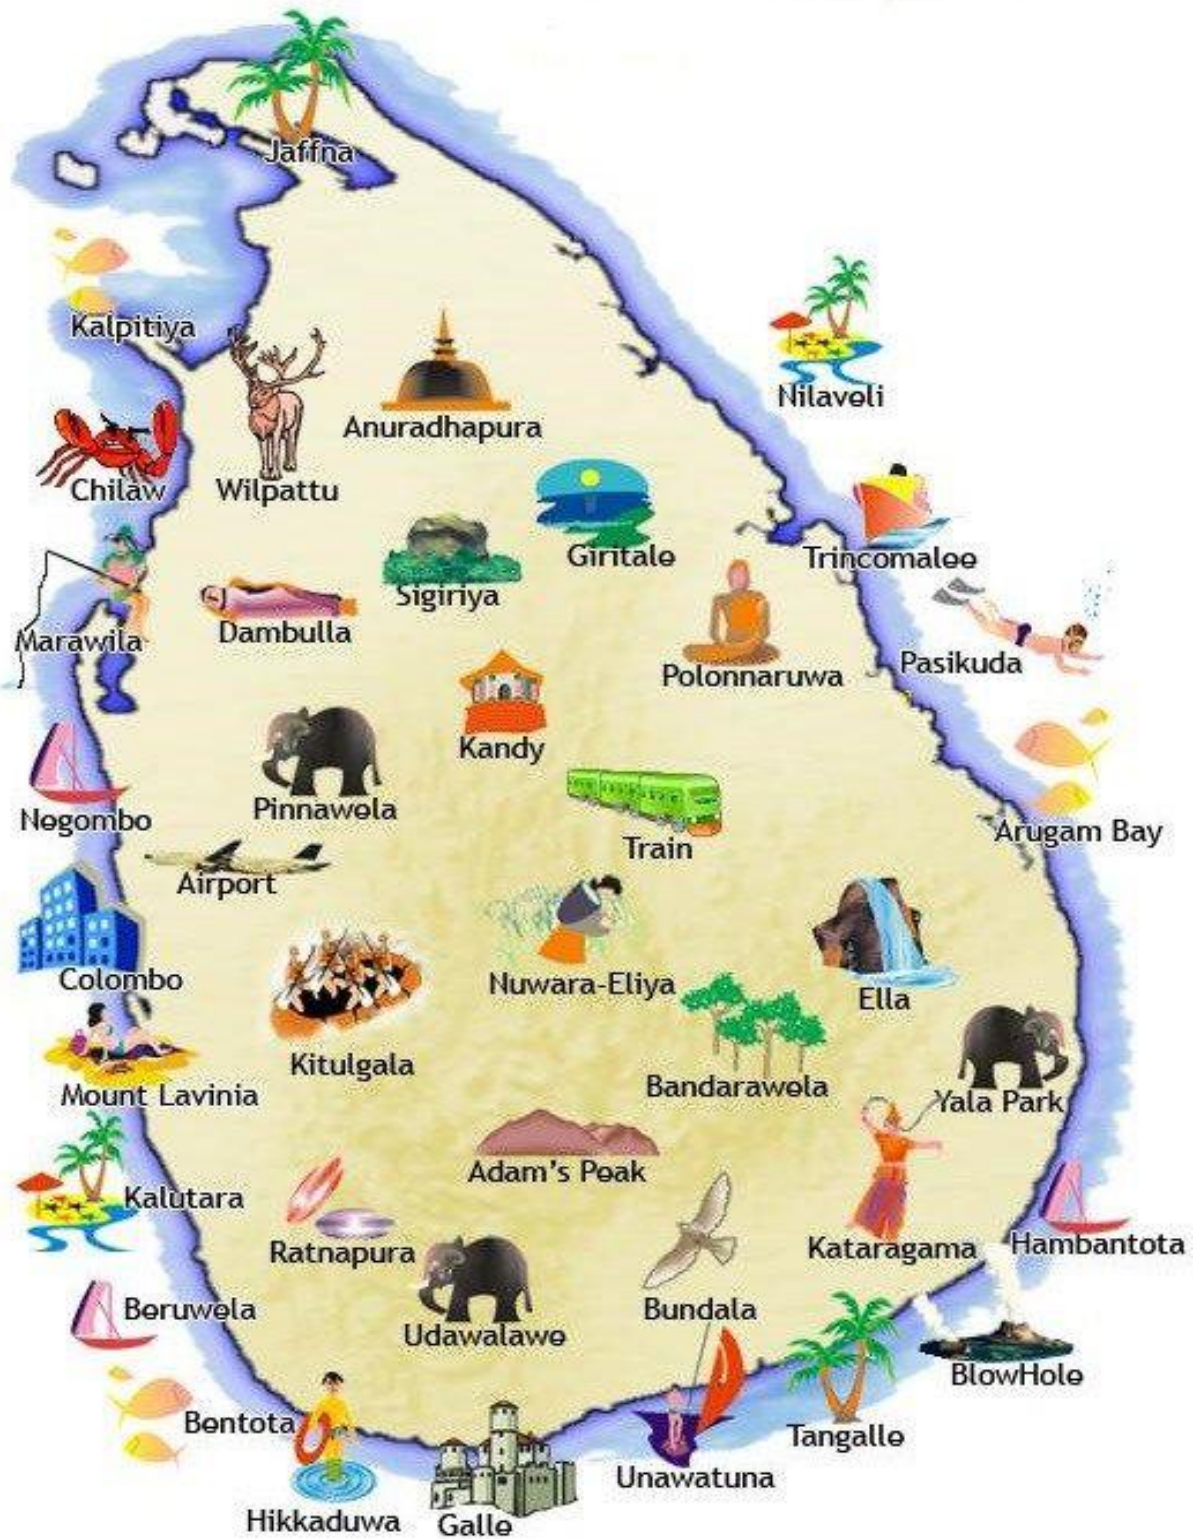 Jaffna
Kalpitiya
Nilaveli
Anuradhapura
Chilaw
Wilpattu
Giritale
Trincomalee
Sigiriya
Dambulla
Marawila
Pasikuda
Polonnaruwa
Kandy
Pinnawela
Negombo
Arugam Bay
Train
Airport
Colombo
Nuwara-Eliya
Ella
Kitulgala
Bandarawela
Mount Lavinia
Yala Park
Adam's Peak
Kalutara
Ratnapura
Kataragama
Hambantota
Beruwela
Bundala
Udawalawe
BlowHole
Bentota
Tangalle
Unawatuna
Hikkaduwa
Galle